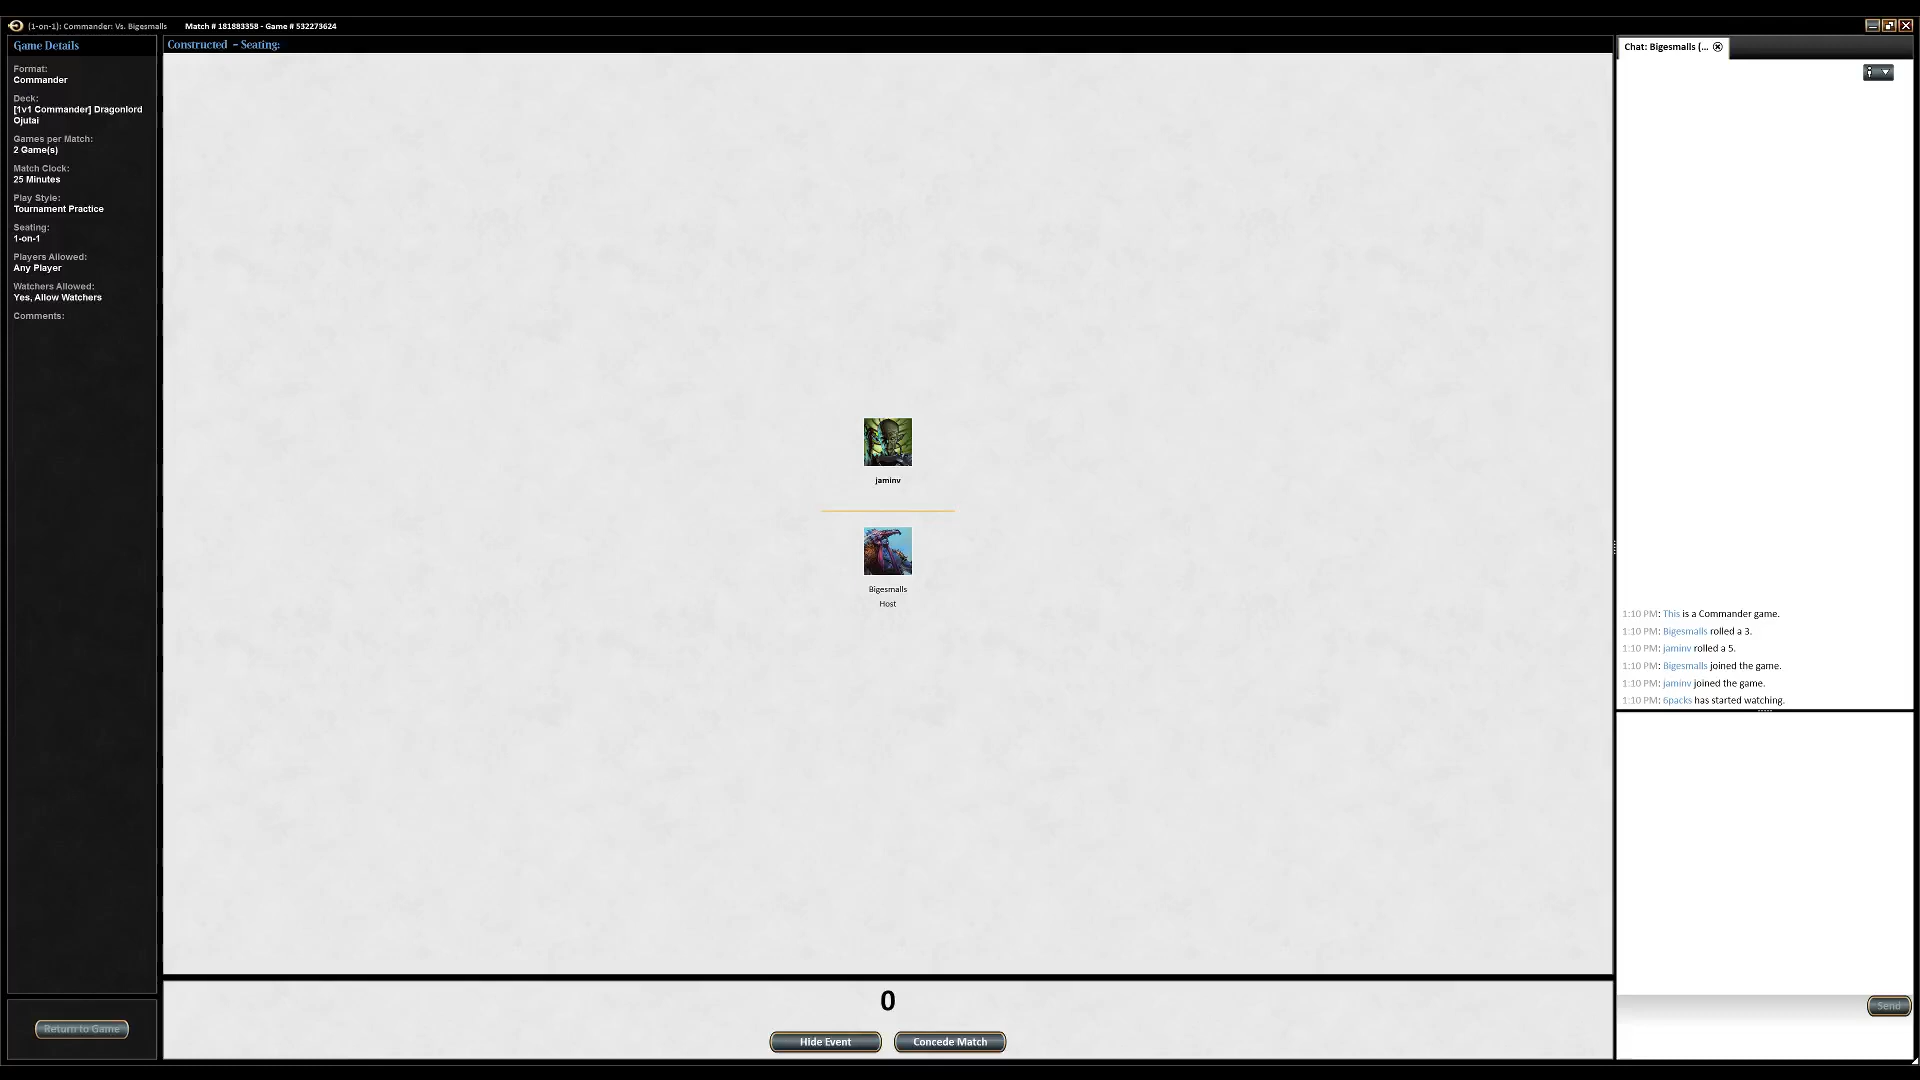 (1-on-1): Commander: Vs. Bigesmalls Match # 181883358 - Game # 532273624
Game Details
Format:
Commander
Deck:
[1v1 Commander] Dragonlord
Ojutai
Games per Match:
2 Game(s)
Match Clock:
25 Minutes
Play Style:
Tournament Practice
Seating:
1-on-1
Players Allowed:
Any Player
Watchers Allowed:
Yes, Allow Watchers
Comments:
Return to Game
Constructed - Seating:
jaminv
Bigesmalls
Host
0
Hide Event Concede Match
Chat: Bigesmalls (...
1:10 PM: This is a Commander game.
1:10 PM: Bigesmalls rolled a 3.
1:10 PM: jaminv rolled a 5.
1:10 PM: Bigesmalls joined the game.
1:10 PM: jaminv joined the game.
1:10 PM: 6packs has started watching.
Send